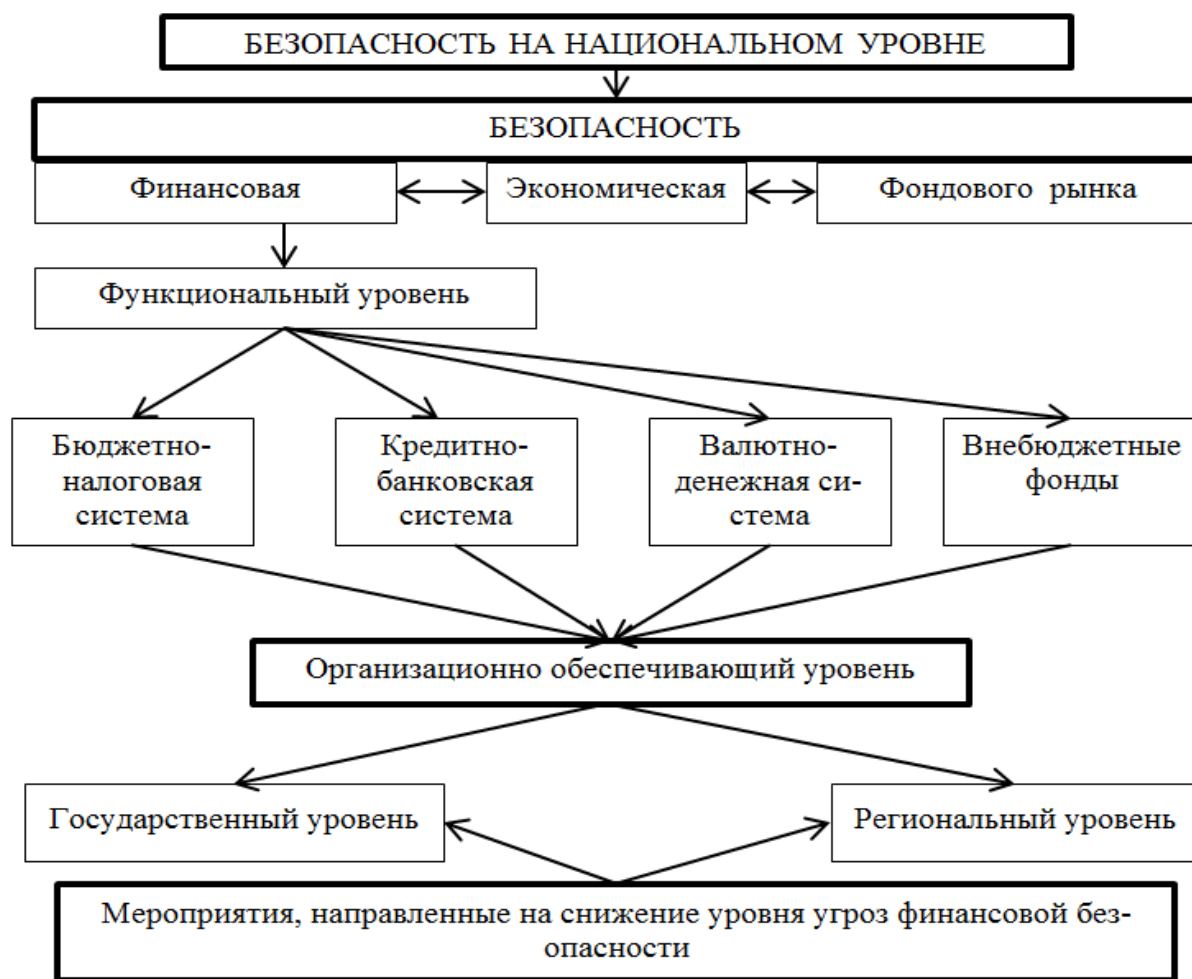 БЕЗОПАСНОСТЬ НА НАЦИОНАЛЬНОМ УРОВНЕ
БЕЗОПАСНОСТЬ
Финансовая
Экономическая
Фондового рынка
Функциональный уровень
Бюджетно-
налоговая
система
Кредитно-
банковская
система
Валютно-
денежная си-
стема
Внебюджетные
фонды
Организационно обеспечивающий уровень
Государственный уровень
Региональный уровень
Мероприятия, направленные на снижение уровня угроз финансовой без-
опасности